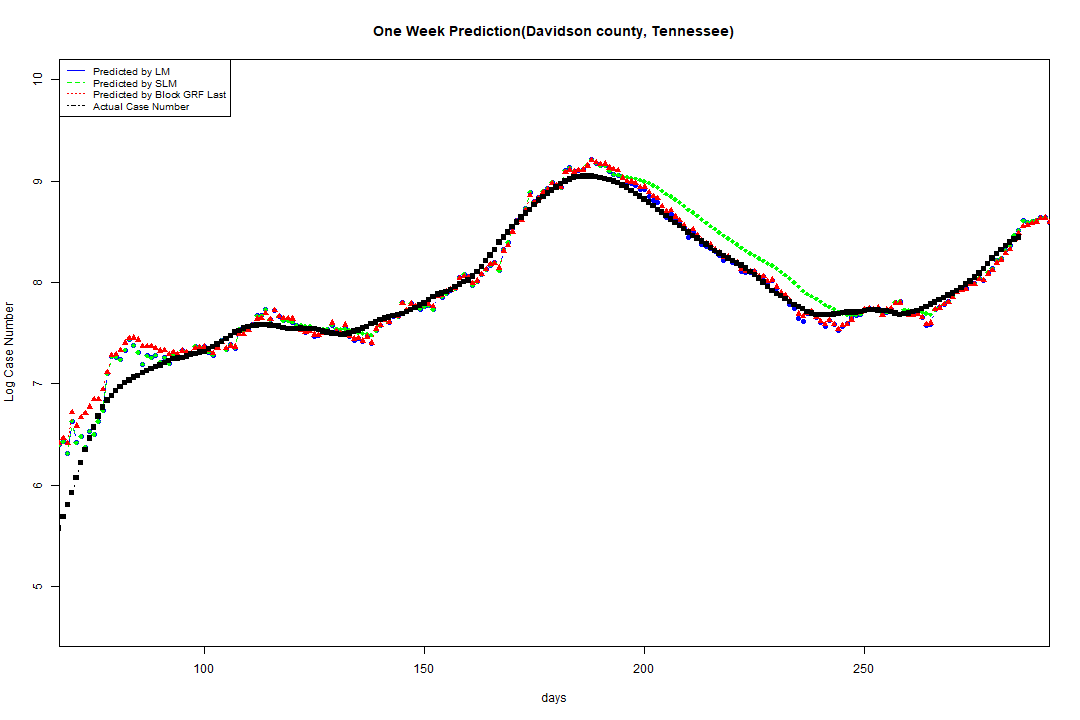 One Week Prediction(Davidson county, Tennessee)
Predicted by LM
Predicted by SLM
Predicted by Block GRF Last
Actual Case Number
10
9
8
7
6
5
Log Case Number
100
150
200
250
days